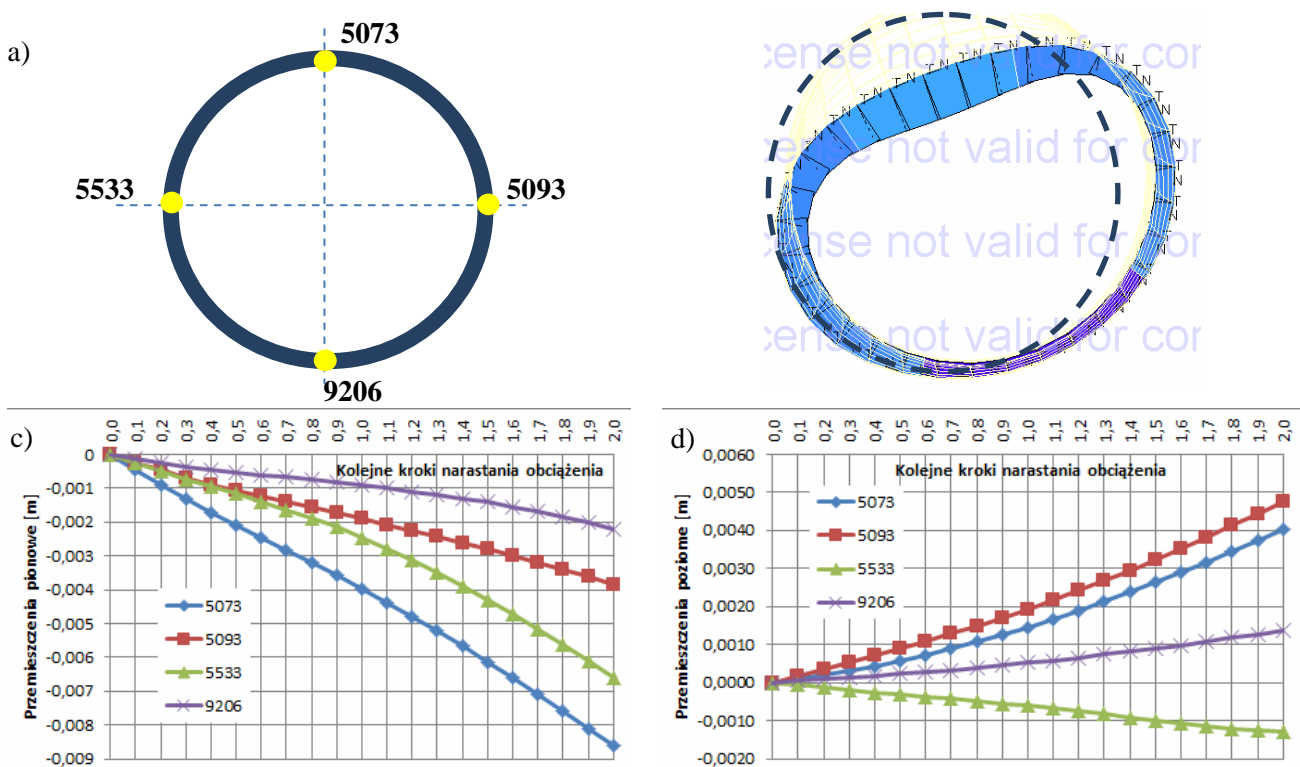 a)
5073
5533
5093
9206
cense not valid for cor
cense not valid for cor
ense not valid for cor
cense not valid for cor
c)
0,0 0,1 0,2 0,3 0,4 0,5 0,6 0,7 0,8 0,9 1,0 1,1 1,2 1,3 1,4 1,5 1,6 1,7 1,8 1,9 2,0
Kolejne kroki narastania obciążenia
Przemieszczenia pionowe [m]
0
-0,001
-0,002
-0,003
-0,004
-0,005
-0,006
-0,007
-0,008
-0,009
5073
5093
5533
9206
d)
0,0 0,1 0,2 0,3 0,4 0,5 0,6 0,7 0,8 0,9 1,0 1,1 1,2 1,3 1,4 1,5 1,6 1,7 1,8 1,9 2,0
Kolejne kroki narastania obciążenia
Przemieszczenia poziome [m]
0,0060
0,0050
0,0040
0,0030
0,0020
0,0010
0,0000
-0,0010
-0,0020
5073
5093
5533
9206